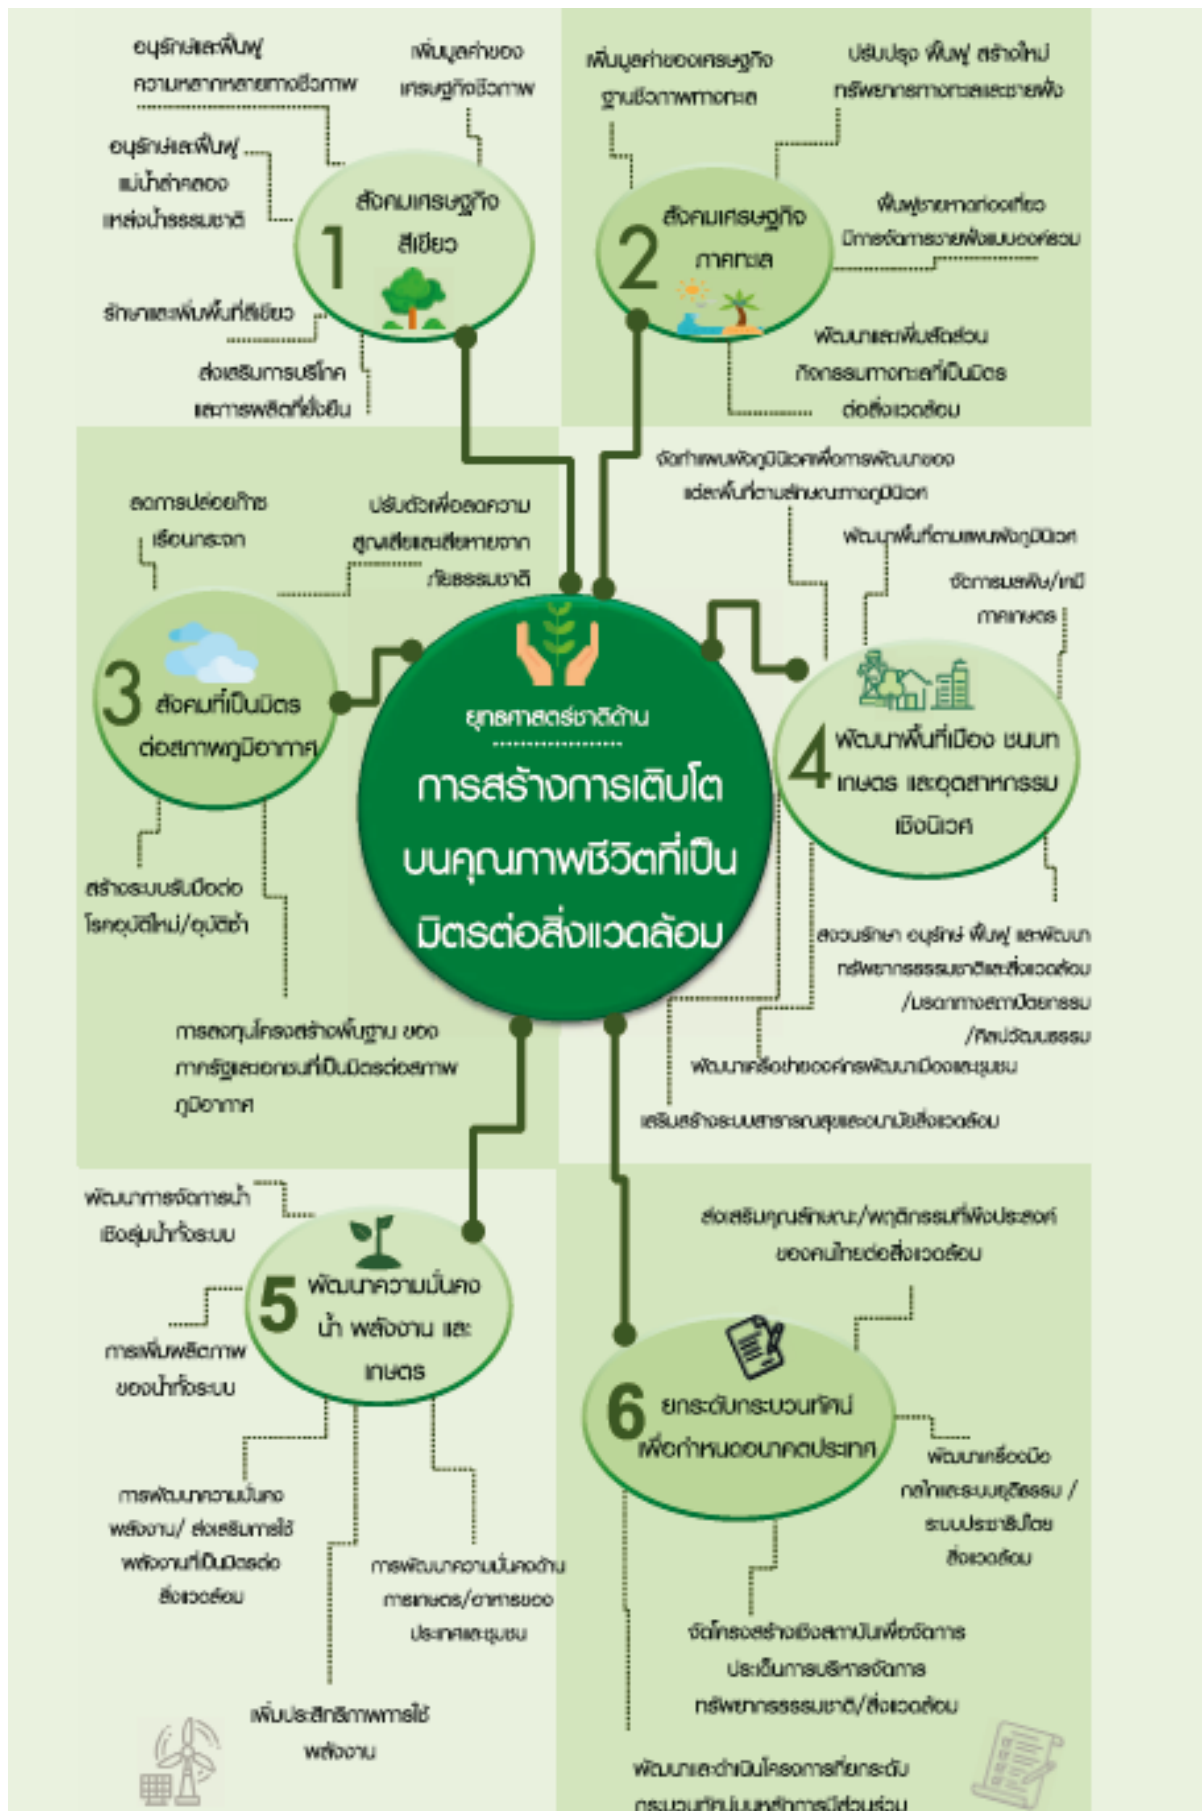 อนุรักษ์และฟื้นฟู
ความหลากหลายทางชีวภาพ
เพิ่มมูลค่าของ
เศรษฐกิจชีวภาพ
อนุรักษ์และฟื้นฟู
แม่น้ำลำคลอง
แหล่งน้ำธรรมชาติ
1
สังคมเศรษฐกิจ
สีเขียว
รักษาและเพิ่มพื้นที่สีเขียว
ส่งเสริมการบริโภค
และการผลิตที่ยั่งยืน
เพิ่มมูลค่าของเศรษฐกิจ
ฐานชีวภาพทางทะเล
ปรับปรุง ฟื้นฟู สร้างใหม่
ทรัพยากรทางทะเลและชายฝั่ง
2
สังคมเศรษฐกิจ
ภาคทะเล
ฟื้นฟูชายหาดท่องเที่ยว
มีการจัดการชายฝั่งแบบองค์รวม
พัฒนาและเพิ่มสัดส่วน
กิจกรรมทางทะเลที่เป็นมิตร
ต่อสิ่งแวดล้อม
ลดการปล่อยก๊าซ
เรือนกระจก
ปรับตัวเพื่อลดความ
สูญเสียและเสียหายจาก
ภัยธรรมชาติ
3
สังคมที่เป็นมิตร
ต่อสภาพภูมิอากาศ
สร้างระบบรับมือต่อ
โรคอุบัติใหม่/อุบัติซ้ำ
การลงทุนโครงสร้างพื้นฐาน ของ
ภาครัฐและเอกชนที่เป็นมิตรต่อสภาพ
ภูมิอากาศ
ยุทธศาสตร์ชาติด้าน
การสร้างการเติบโต
บนคุณภาพชีวิตที่เป็น
มิตรต่อสิ่งแวดล้อม
จัดทำแผนผังภูมินิเวศเพื่อการพัฒนาของ
แต่ละพื้นที่ตามลักษณะทางภูมินิเวศ
พัฒนาพื้นที่ตามแผนผังภูมินิเวศ
จัดการมลพิษ/เคมี
ภาคเกษตร
4
พัฒนาพื้นที่เมือง ชนบท
เกษตร และอุตสาหกรรม
เชิงนิเวศ
สงวนรักษา อนุรักษ์ ฟื้นฟู และพัฒนา
ทรัพยากรธรรมชาติและสิ่งแวดล้อม
/มรดกทางสถาปัตยกรรม
/ศิลปวัฒนธรรม
พัฒนาเครือข่ายองค์กรพัฒนาเมืองและชุมชน
เสริมสร้างระบบสาธารณสุขและอนามัยสิ่งแวดล้อม
พัฒนาการจัดการน้ำ
เชิงลุ่มน้ำทั้งระบบ
5
พัฒนาความมั่นคง
น้ำ พลังงาน และ
เกษตร
การเพิ่มผลิตภาพ
ของน้ำทั้งระบบ
การพัฒนาความมั่นคง
พลังงาน/ ส่งเสริมการใช้
พลังงานที่เป็นมิตรต่อ
สิ่งแวดล้อม
การพัฒนาความมั่นคงด้าน
การเกษตร/อาหารของ
ประเทศและชุมชน
เพิ่มประสิทธิภาพการใช้
พลังงาน
ส่งเสริมคุณลักษณะ/พฤติกรรมที่พึงประสงค์
ของคนไทยต่อสิ่งแวดล้อม
6
ยกระดับกระบวนทัศน์
เพื่อกำหนดอนาคตประเทศ
พัฒนาเครื่องมือ
กลไกและระบบยุติธรรม /
ระบบประชาธิปไตย
สิ่งแวดล้อม
จัดโครงสร้างเชิงสถาบันเพื่อจัดการ
ประเด็นการบริหารจัดการ
ทรัพยากรธรรมชาติ/สิ่งแวดล้อม
พัฒนาและดำเนินโครงการที่ยกระดับ
กระบวนทัศน์บนหลักการมีส่วนร่วม